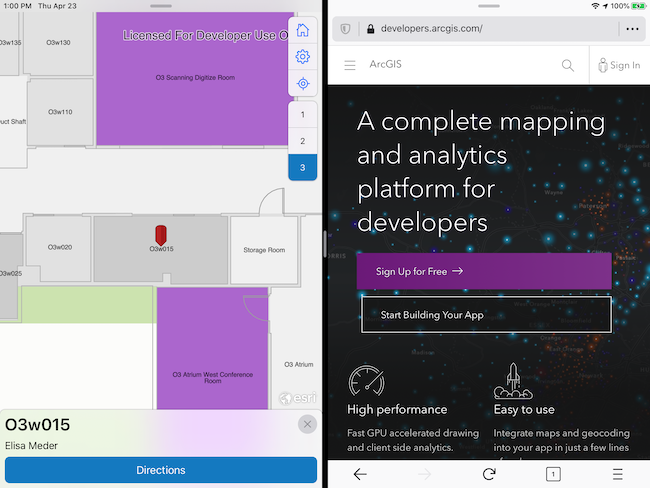 1:00 PM Thu Apr 23
100%
O3w135
O3w130
Licensed For Developer Use O
O3 Scanning Digitize Room
O3w110
uct Shaft
1
2
3
O3w020
O3w015
Storage Room
O3w025
O3 Atrium West Conference
Room
O3 Atrium
esri
O3w015
Elisa Meder
Directions
developers.arcgis.com/
ArcGIS
Sign In
A complete mapping
and analytics
platform for
developers
Sign Up for Free →
Start Building Your App
High performance
Fast GPU accelerated drawing
and client side analytics.
Easy to use
Integrate maps and geocoding
into your app in just a few lines
1